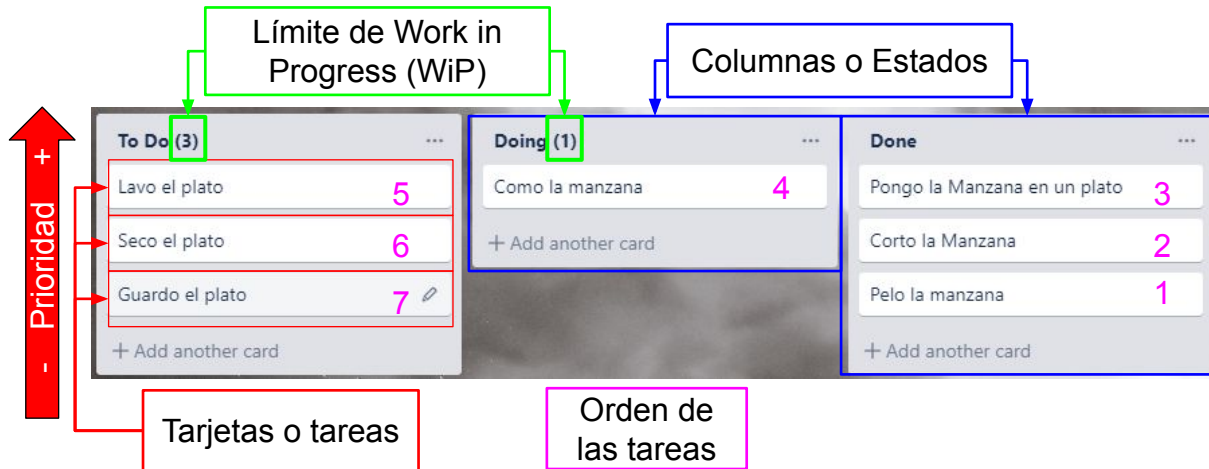 Límite de Work in
Progress (WiP)
Columnas o Estados
+ Prioridad -
To Do (3)
...
Lavo el plato
5
Seco el plato
6
Guardo el plato
7
+ Add another card
Doing (1)
...
Como la manzana
4
+ Add another card
Done
...
Pongo la Manzana en un plato
3
Corto la Manzana
2
Pelo la manzana
1
+ Add another card
Tarjetas o tareas
Orden de
las tareas